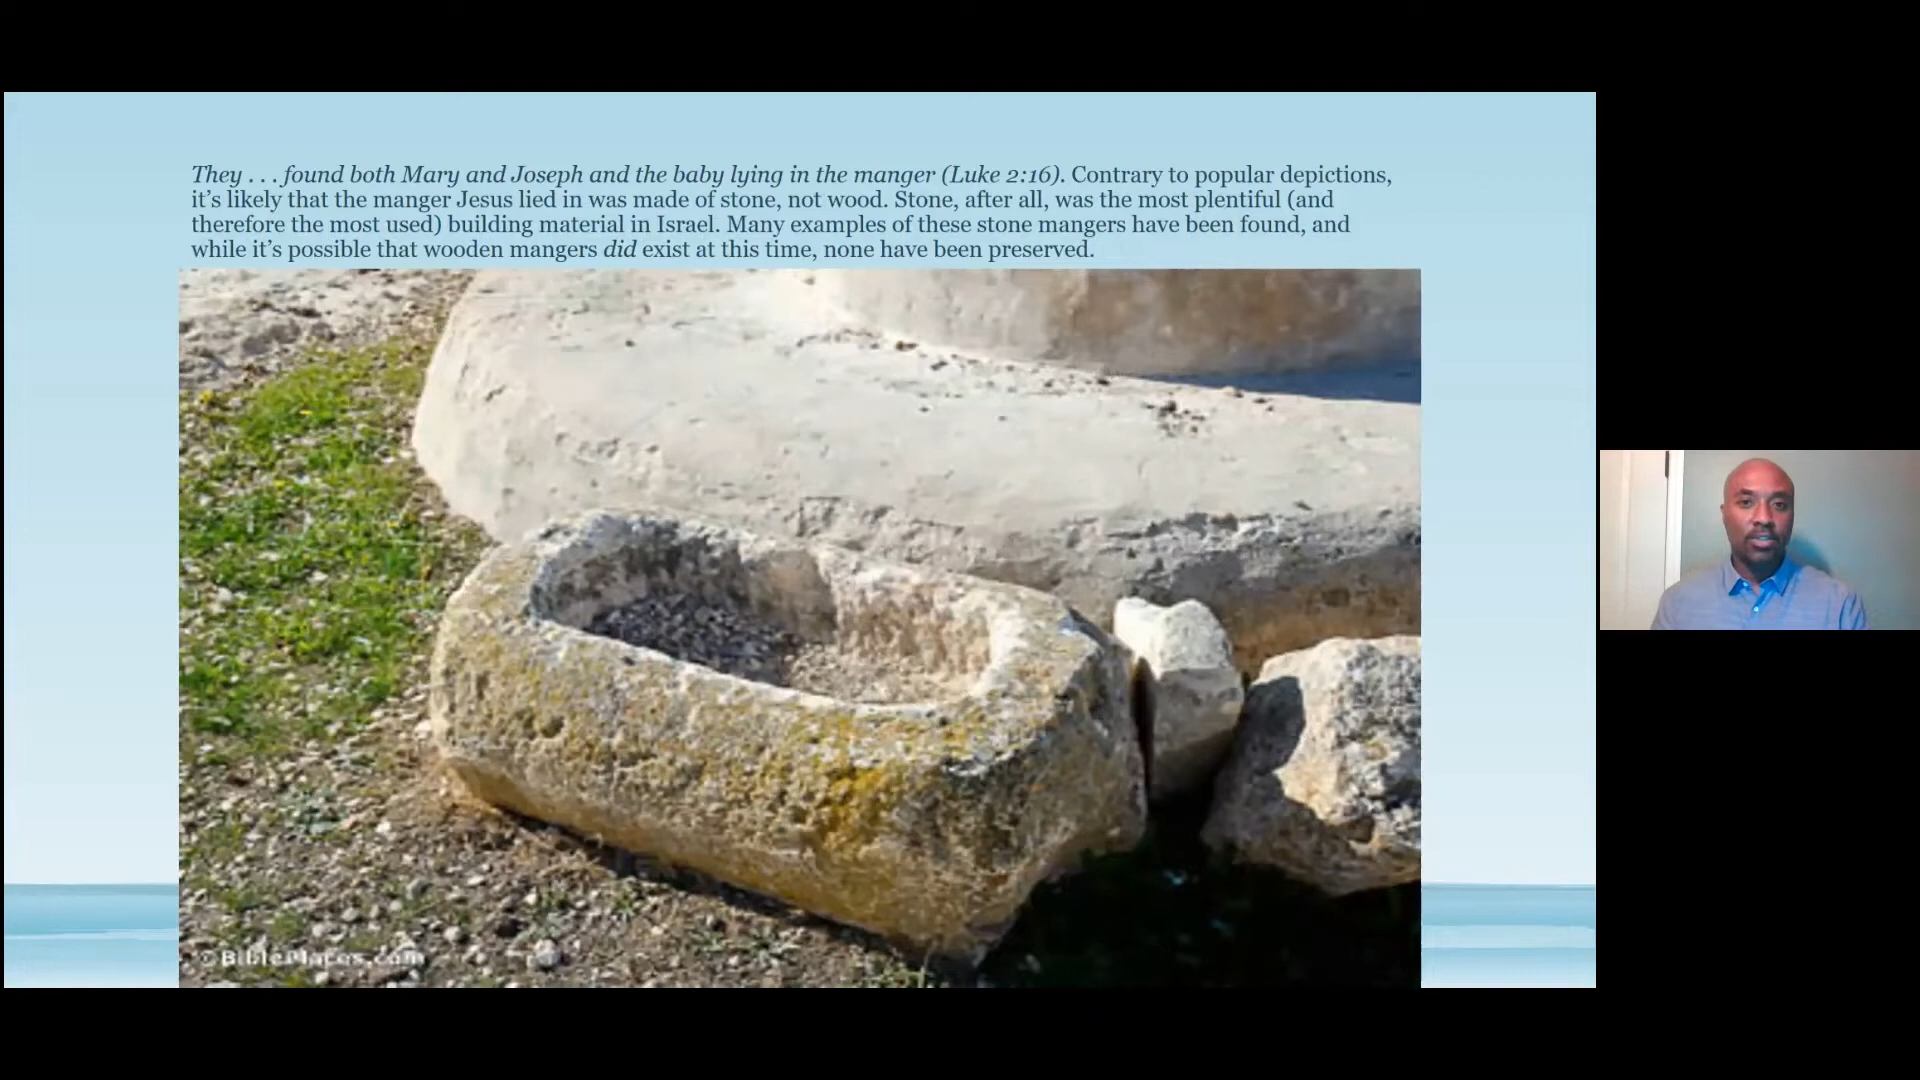 They . . . found both Mary and Joseph and the baby lying in the manger (Luke 2:16). Contrary to popular depictions,
it’s likely that the manger Jesus lied in was made of stone, not wood. Stone, after all, was the most plentiful (and
therefore the most used) building material in Israel. Many examples of these stone mangers have been found, and
while it’s possible that wooden mangers did exist at this time, none have been preserved.
©BiblePlaces.com